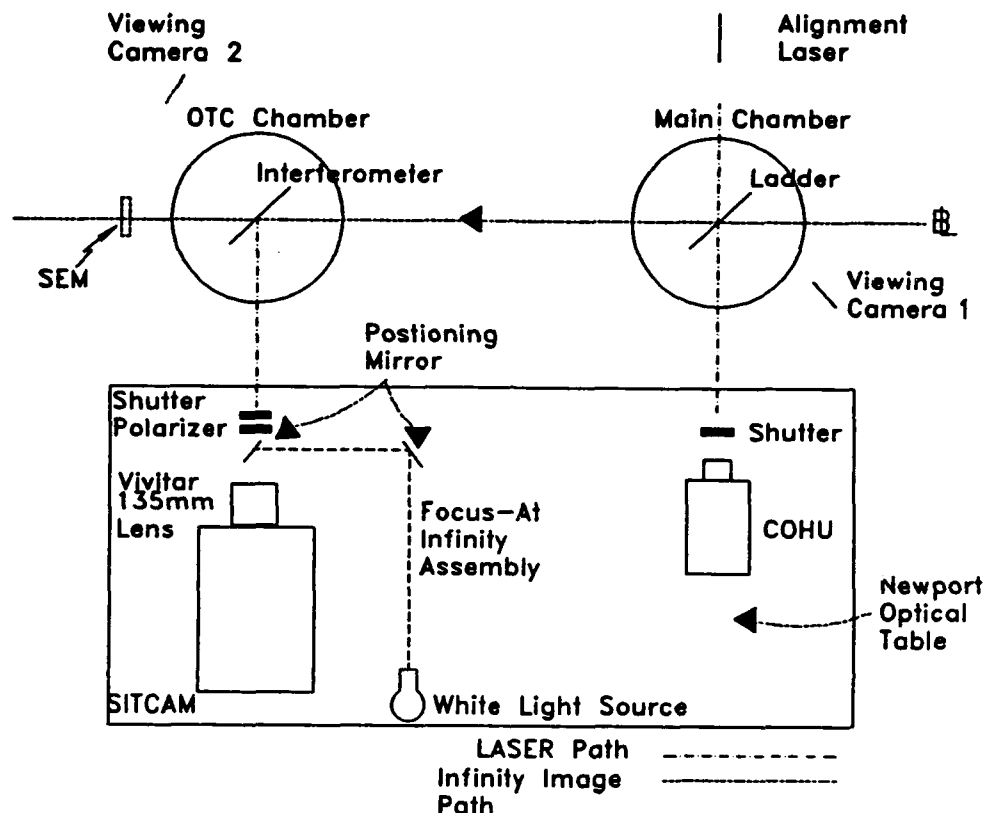 Viewing
Camera 2
Alignment
Laser
OTC Chamber
Main Chamber
Interferometer
Ladder
SEM
Viewing
Camera 1
Postioning
Mirror
Shutter
Polarizer
Shutter
Vivitar
135mm
Lens
Focus-At
Infinity
Assembly
COHU
Newport
Optical
Table
SITCAM
White Light Source
LASER Path
Infinity Image
Path